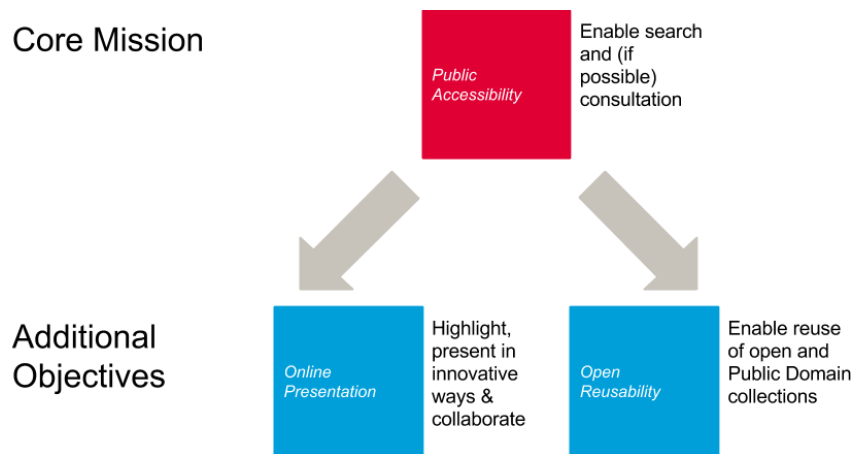 Core Mission
Public
Accessibility
Enable search
and (if
possible)
consultation
Additional
Objectives
Online
Presentation
Highlight,
present in
innovative
ways &
collaborate
Open
Reusability
Enable reuse
of open and
Public Domain
collections